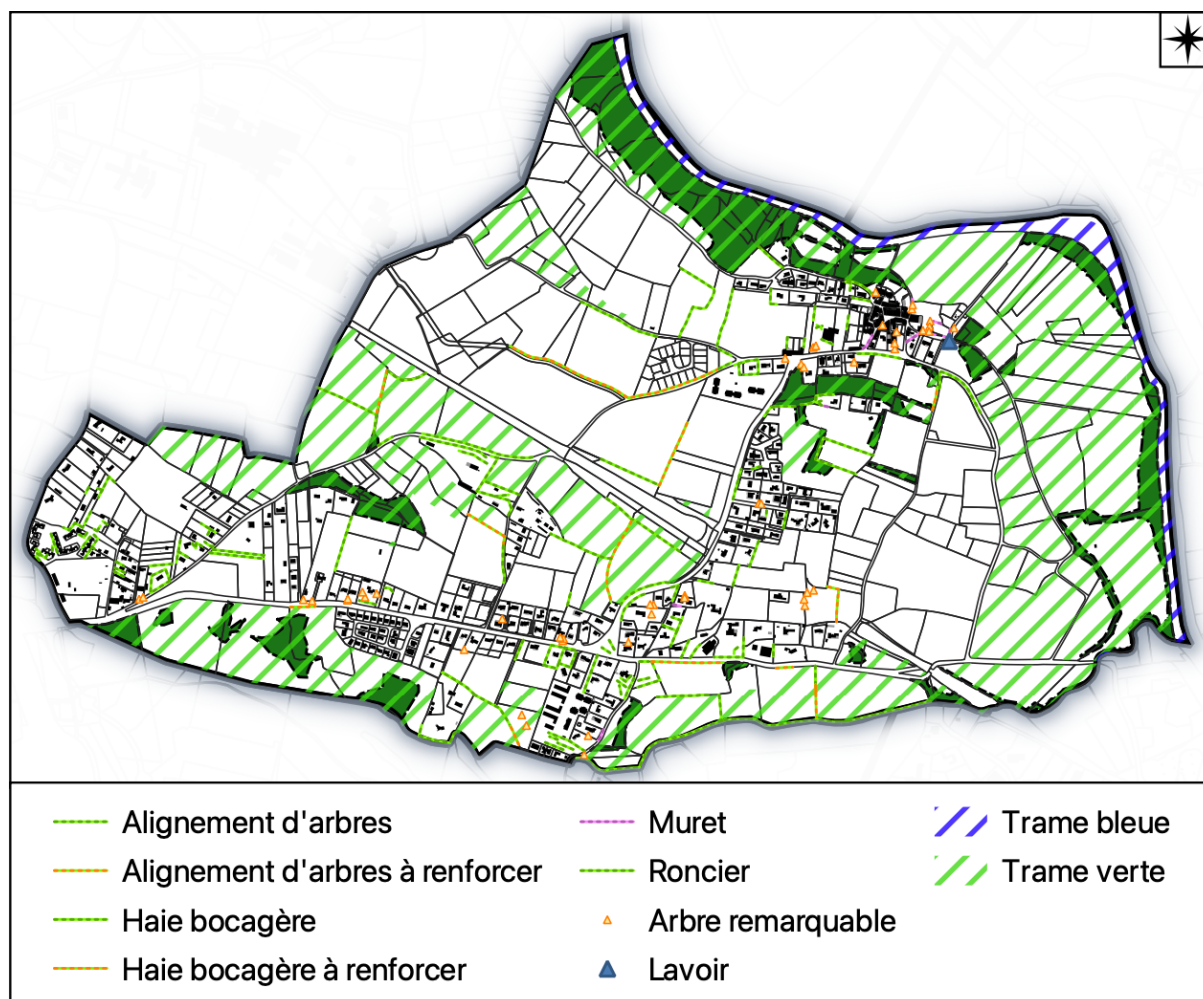 Alignement d'arbres
Alignement d'arbres à renforcer
Haie bocagère
Haie bocagère à renforcer
Muret
Roncier
Arbre remarquable
Lavoir
Trame bleue
Trame verte